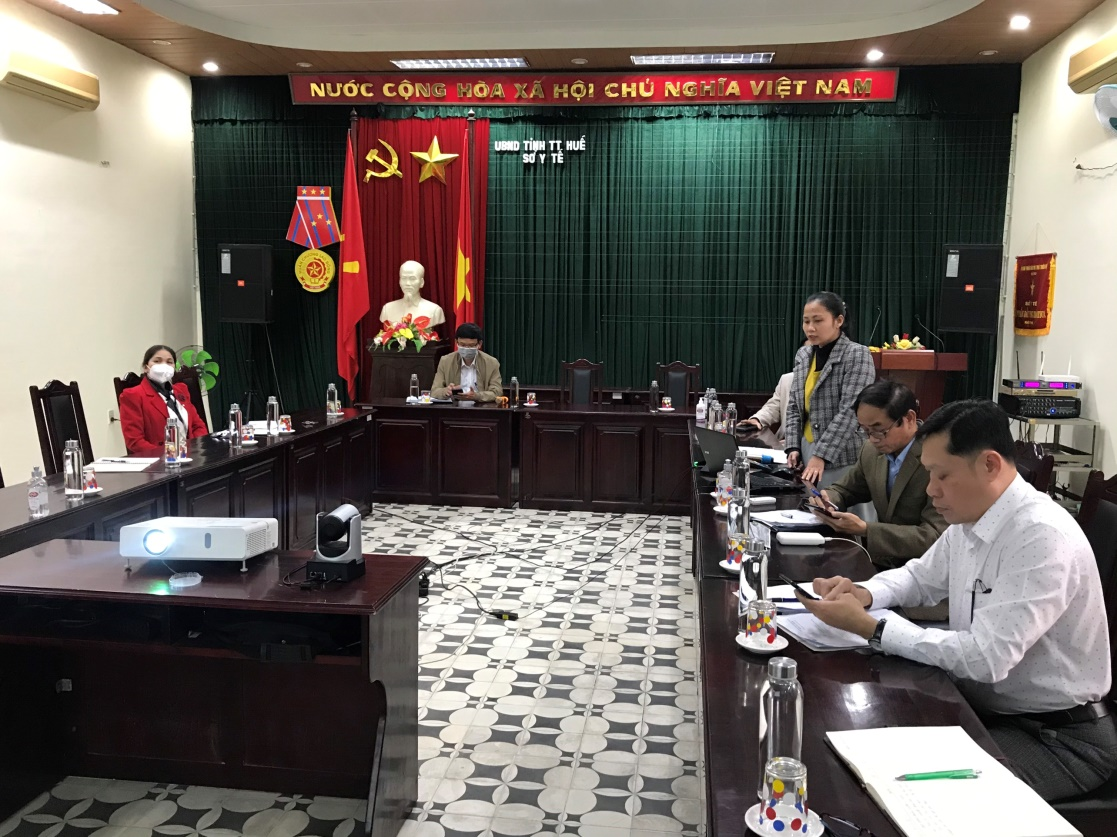 NƯỚC CỘNG HÒA XÃ HỘI CHỦ NGHĨA VIỆT NAM
UBND TỈNH TT HUẾ
SỞ Y TẾ